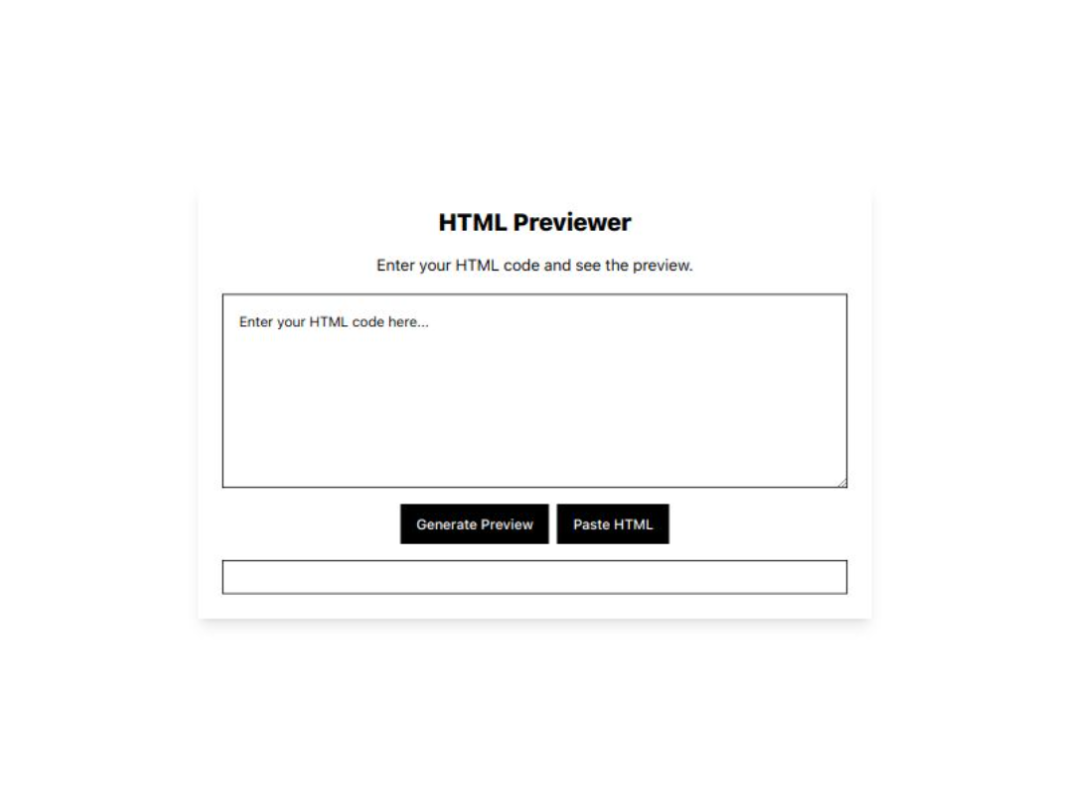 HTML Previewer
Enter your HTML code and see the preview.
Enter your HTML code here...
Generate Preview Paste HTML